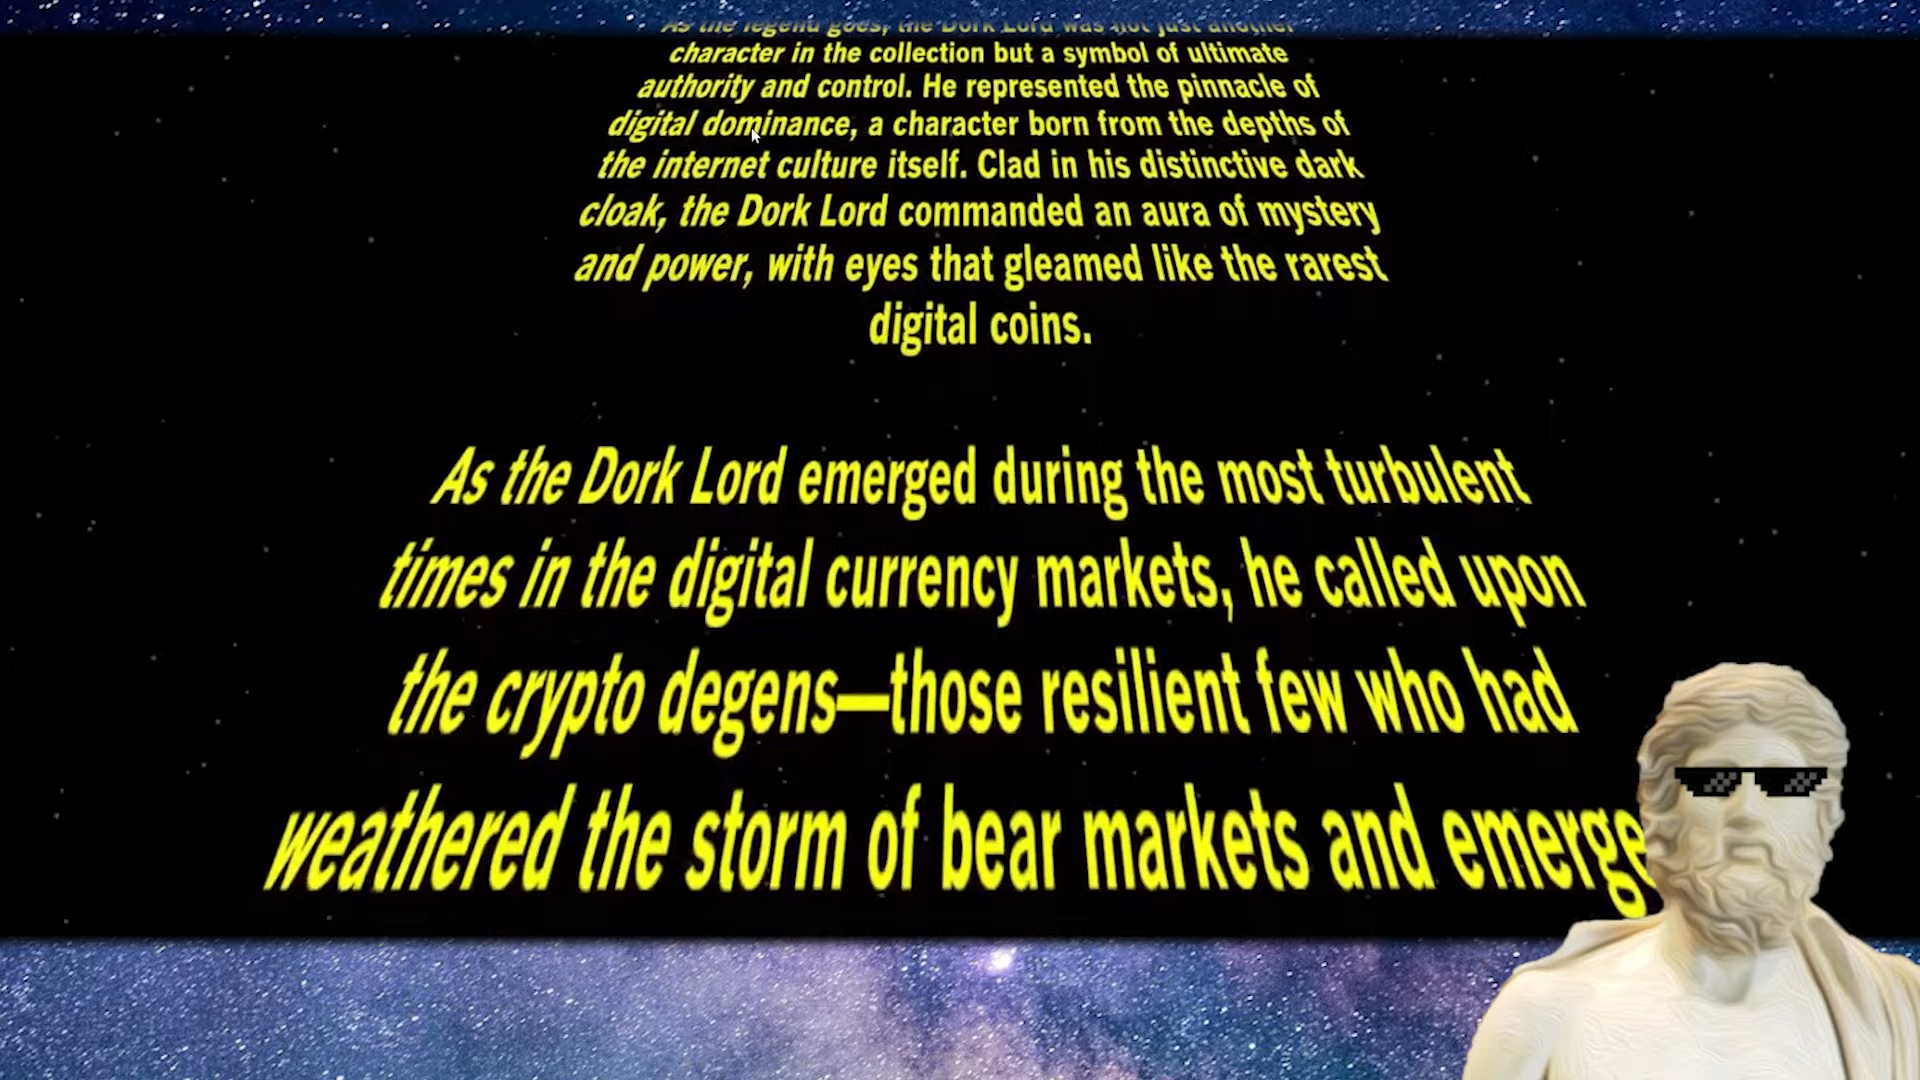 As the legend goes, the Dork Lord was not just another
character in the collection but a symbol of ultimate
authority and control. He represented the pinnacle of
digital dominance, a character born from the depths of
the internet culture itself. Clad in his distinctive dark
cloak, the Dork Lord commanded an aura of mystery
and power, with eyes that gleamed like the rarest
digital coins.
As the Dork Lord emerged during the most turbulent
times in the digital currency markets, he called upon
the crypto degens—those resilient few who had
weathered the storm of bear markets and emerge